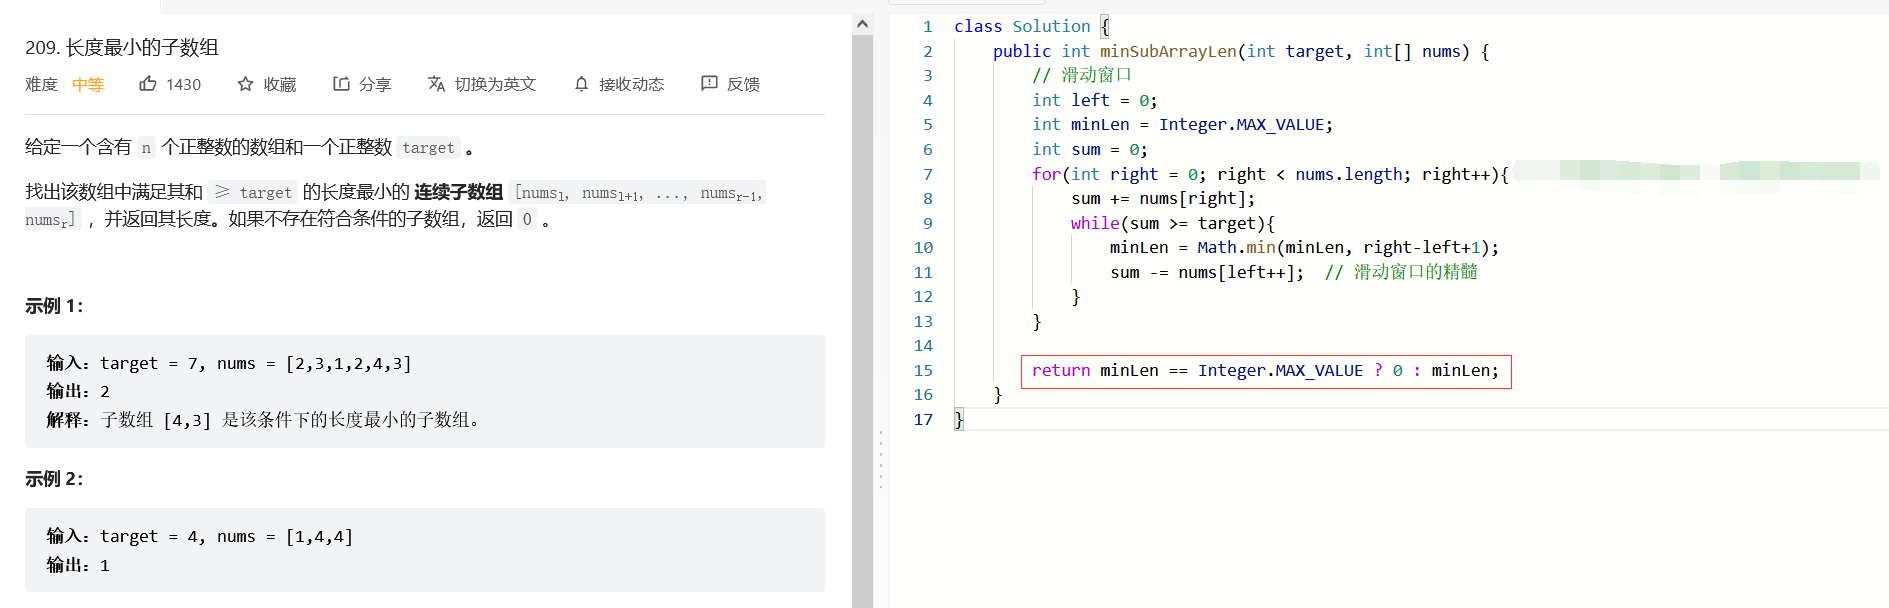 209. 长度最小的子数组
难度 中等 1430 收藏 分享 切换为英文 接收动态 反馈
给定一个含有 n 个正整数的数组和一个正整数 target 。
找出该数组中满足其和 ≥ target 的长度最小的 连续子数组 [numsl, numsl+1, ..., numsr-1,
numsr] ，并返回其长度。如果不存在符合条件的子数组，返回 0 。
示例 1：
输入：target = 7, nums = [2,3,1,2,4,3]
输出：2
解释：子数组 [4,3] 是该条件下的长度最小的子数组。
示例 2：
输入：target = 4, nums = [1,4,4]
输出：1
1 class Solution {
2 public int minSubArrayLen(int target, int[] nums) {
3 // 滑动窗口
4 int left = 0;
5 int minLen = Integer.MAX_VALUE;
6 int sum = 0;
7 for(int right = 0; right < nums.length; right++){
8 sum += nums[right];
9 while(sum >= target){
10 minLen = Math.min(minLen, right-left+1);
11 sum -= nums[left++]; // 滑动窗口的精髓
12 }
13 }
14
15 return minLen == Integer.MAX_VALUE ? 0 : minLen;
16 }
17 }